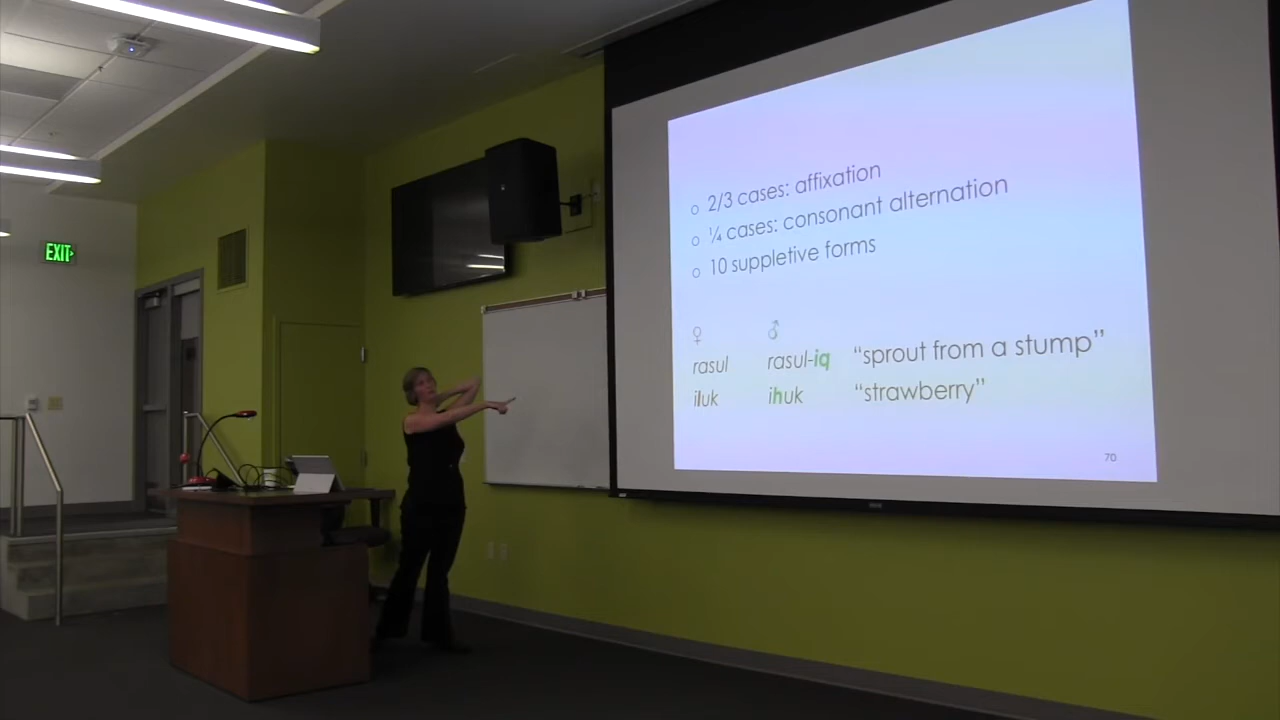 EXIT
2/3 cases: affixation
¼ cases: consonant alternation
10 suppletive forms
♀ ♂
rasul rasul-iq “sprout from a stump”
iluk ihuk “strawberry”
70